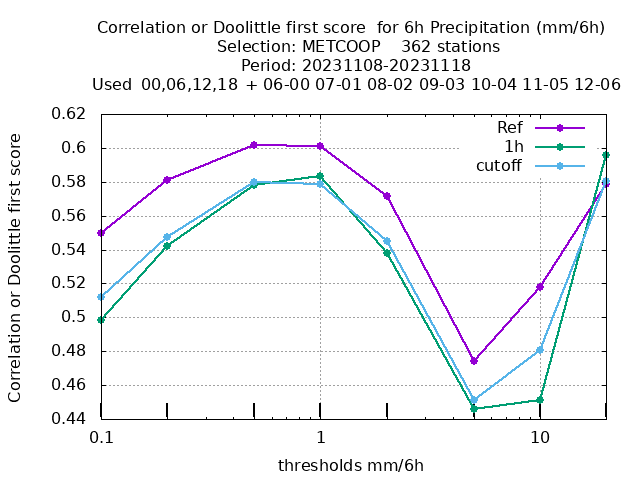 Correlation or Doolittle first score  for 6h Precipitation (mm/6h)
Selection: METCOOP    362 stations
Period: 20231108-20231118
Used  00,06,12,18  + 06-00 07-01 08-02 09-03 10-04 11-05 12-06
Correlation or Doolittle first score
0.62
0.6
0.58
0.56
0.54
0.52
0.5
0.48
0.46
0.44
Ref
1h
cutoff
0.1
1
10
thresholds mm/6h